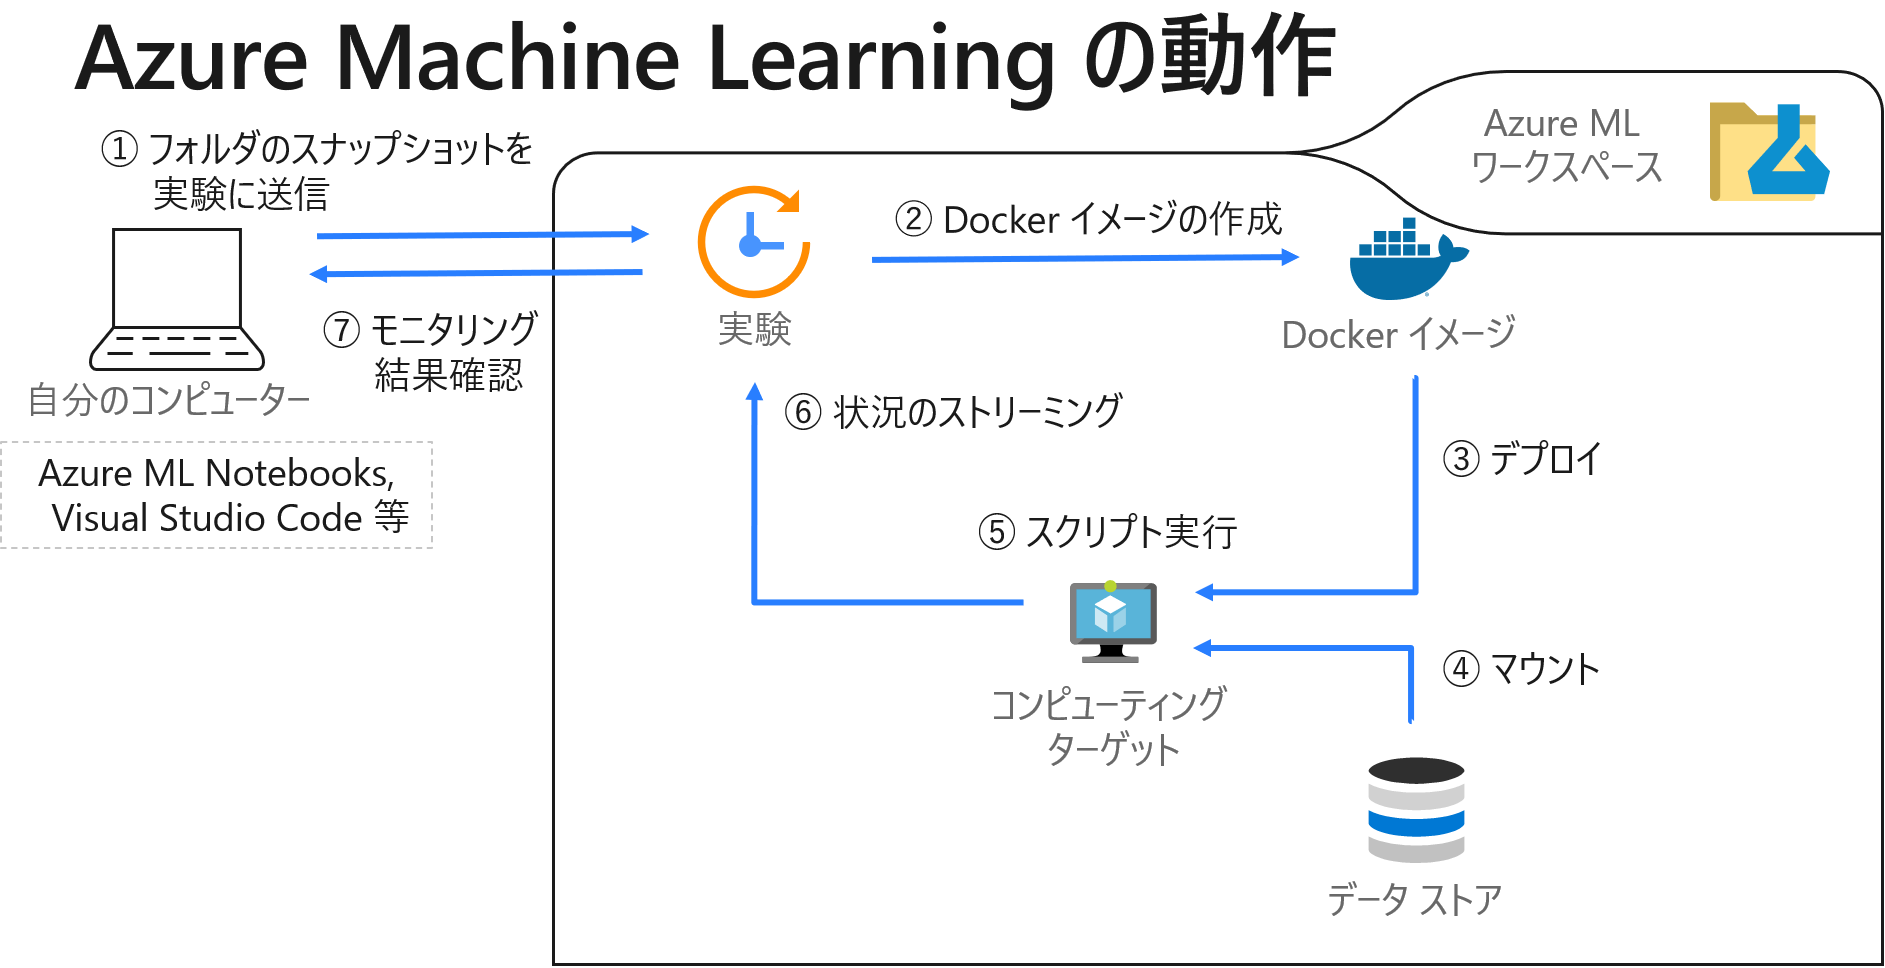 Azure Machine Learning の動作
① フォルダのスナップショットを
実験に送信
Azure ML
ワークスペース
② Docker イメージの作成
⑦ モニタリング
結果確認
実験
Docker イメージ
自分のコンピューター
⑥ 状況のストリーミング
③ デプロイ
Azure ML Notebooks,
Visual Studio Code 等
⑤ スクリプト実行
④ マウント
コンピューティング
ターゲット
データ ストア